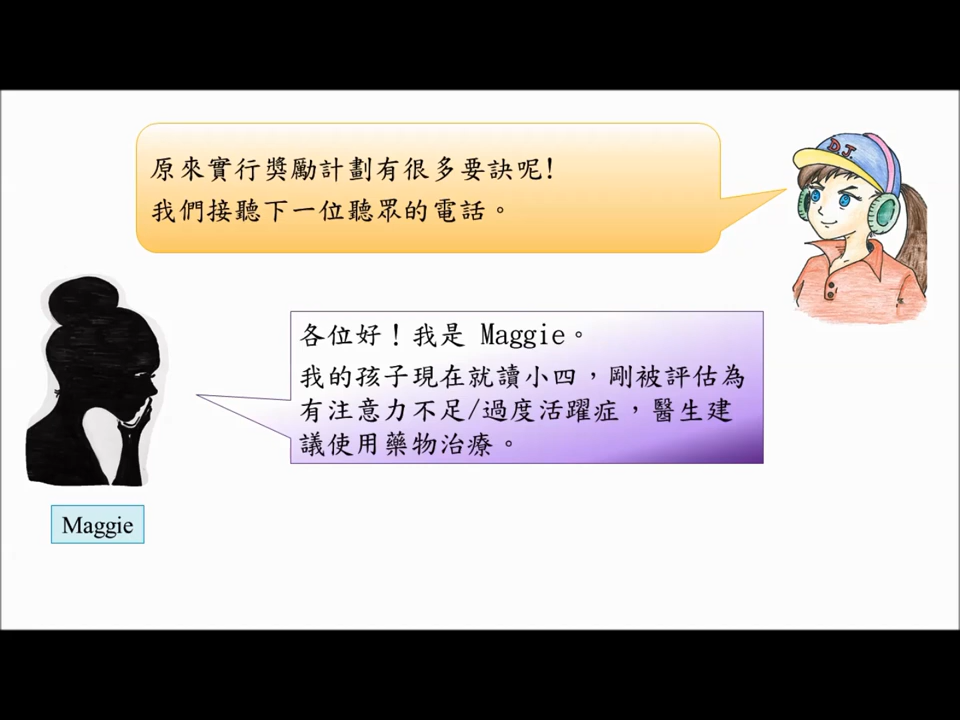 原來實行獎勵計劃有很多要訣呢!
我們接聽下一位聽眾的電話。
D.J.
各位好！我是 Maggie。
我的孩子現在就讀小四，剛被評估為
有注意力不足/過度活躍症，醫生建
議使用藥物治療。
Maggie